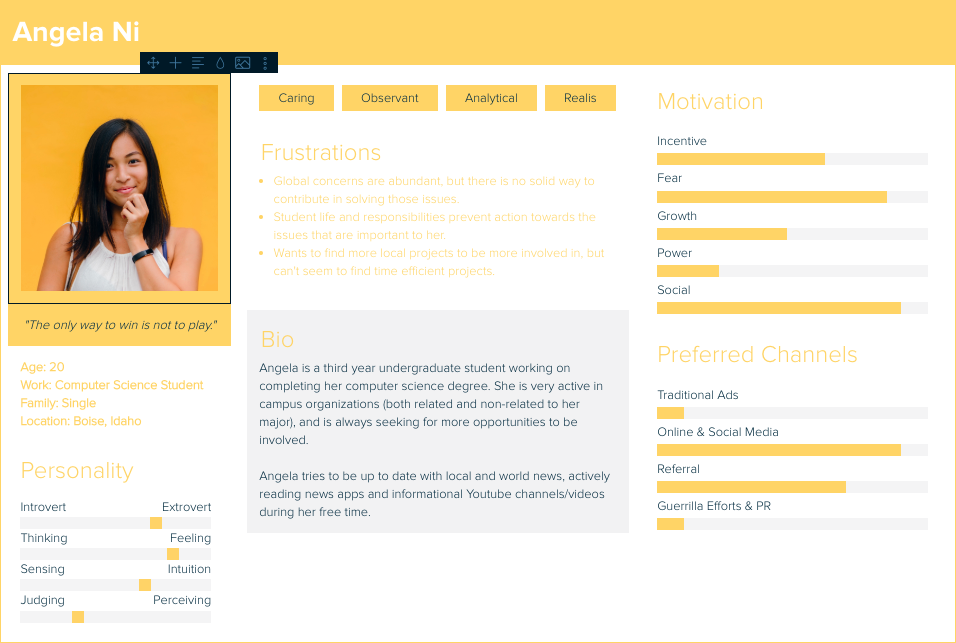 Angela Ni
"The only way to win is not to play."
Age: 20
Work: Computer Science Student
Family: Single
Location: Boise, Idaho
Personality
Introvert Extrovert
Thinking Feeling
Sensing Intuition
Judging Perceiving
Caring
Observant
Analytical
Realis
Frustrations
• Global concerns are abundant, but there is no solid way to
contribute in solving those issues.
• Student life and responsibilities prevent action towards the
issues that are important to her.
• Wants to find more local projects to be more involved in, but
can't seem to find time efficient projects.
Bio
Angela is a third year undergraduate student working on
completing her computer science degree. She is very active in
campus organizations (both related and non-related to her
major), and is always seeking for more opportunities to be
involved.
Angela tries to be up to date with local and world news, actively
reading news apps and informational Youtube channels/videos
during her free time.
Motivation
Incentive
Fear
Growth
Power
Social
Preferred Channels
Traditional Ads
Online & Social Media
Referral
Guerrilla Efforts & PR